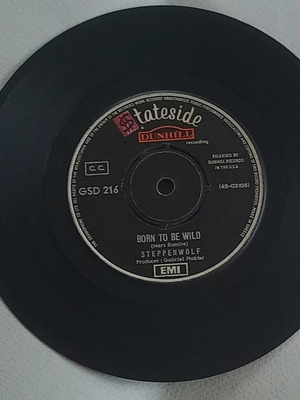 Stateside
A
DUNHILL
recording
C.C.
RELEASED BY
DUNHILL RECORDS
IN THE U.S.A.
GSD 216
(45-02105)
BORN TO BE WILD
(Mars Bonfire)
STEPPENWOLF
Producer : Gabriel Mekler
EMI